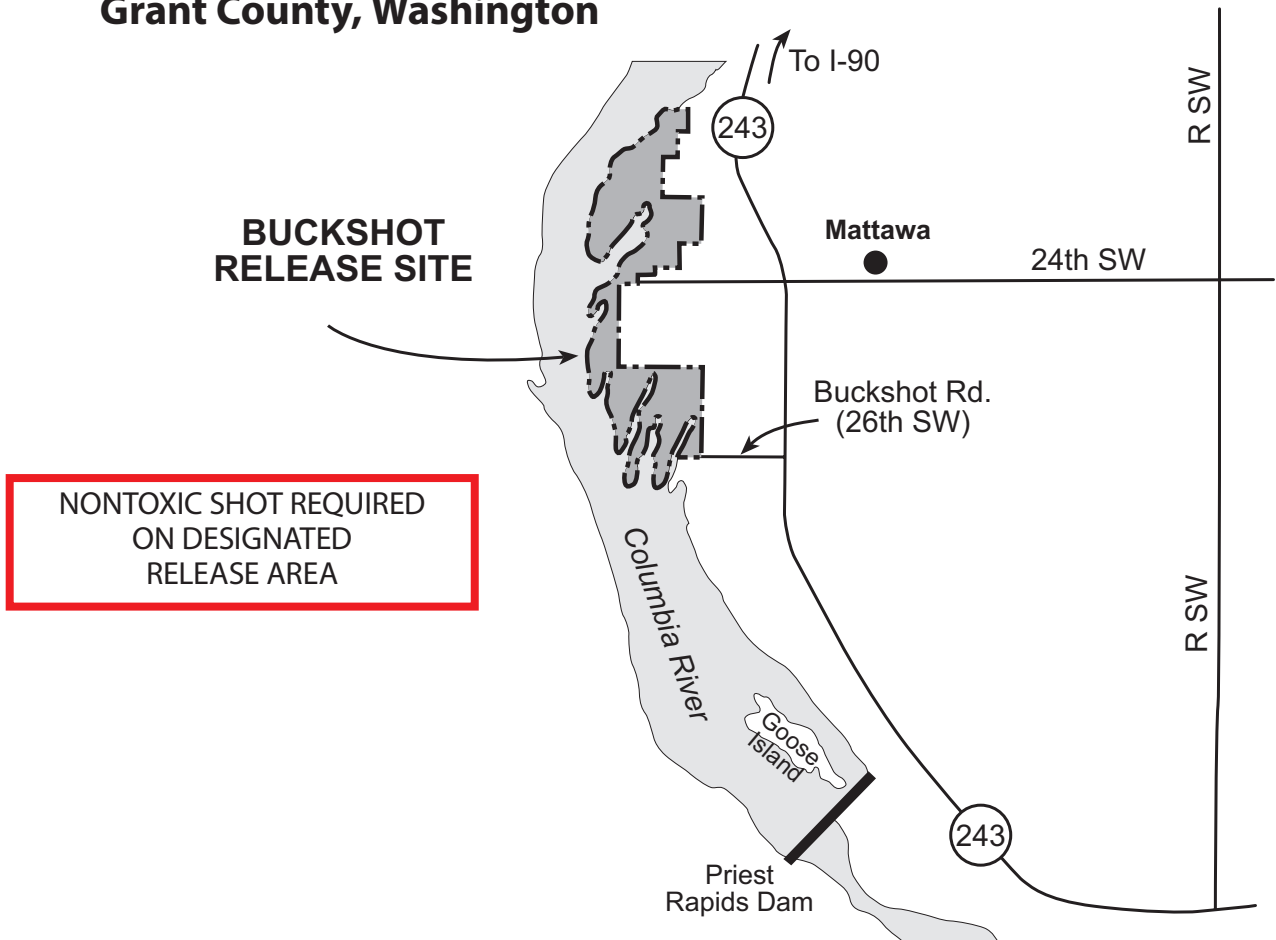 Grant County, Washington
To I-90
243
R SW
BUCKSHOT
RELEASE SITE
Mattawa
24th SW
Buckshot Rd.
(26th SW)
NONTOXIC SHOT REQUIRED
ON DESIGNATED
RELEASE AREA
Columbia River
R SW
Goose
Island
243
Priest
Rapids Dam